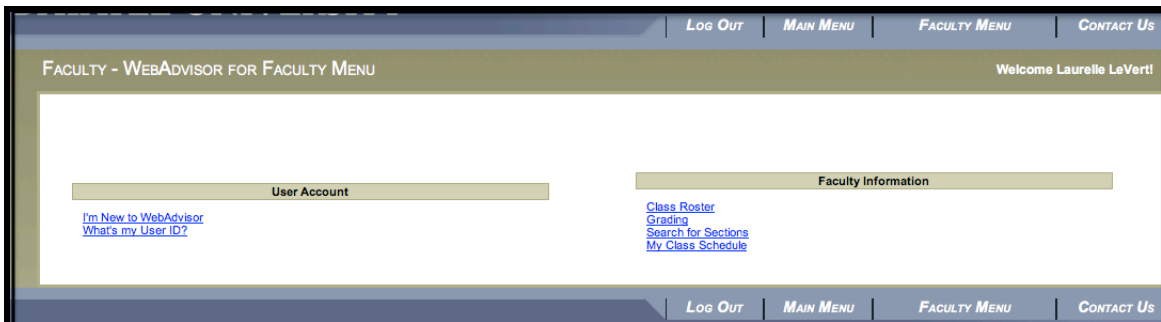 LOG OUT MAIN MENU FACULTY MENU CONTACT US
FACULTY - WEBADVISOR FOR FACULTY MENU
Welcome Laurelle LeVert!
User Account
I'm New to WebAdvisor
What's my User ID?
Faculty Information
Class Roster
Grading
Search for Sections
My Class Schedule
LOG OUT MAIN MENU FACULTY MENU CONTACT US